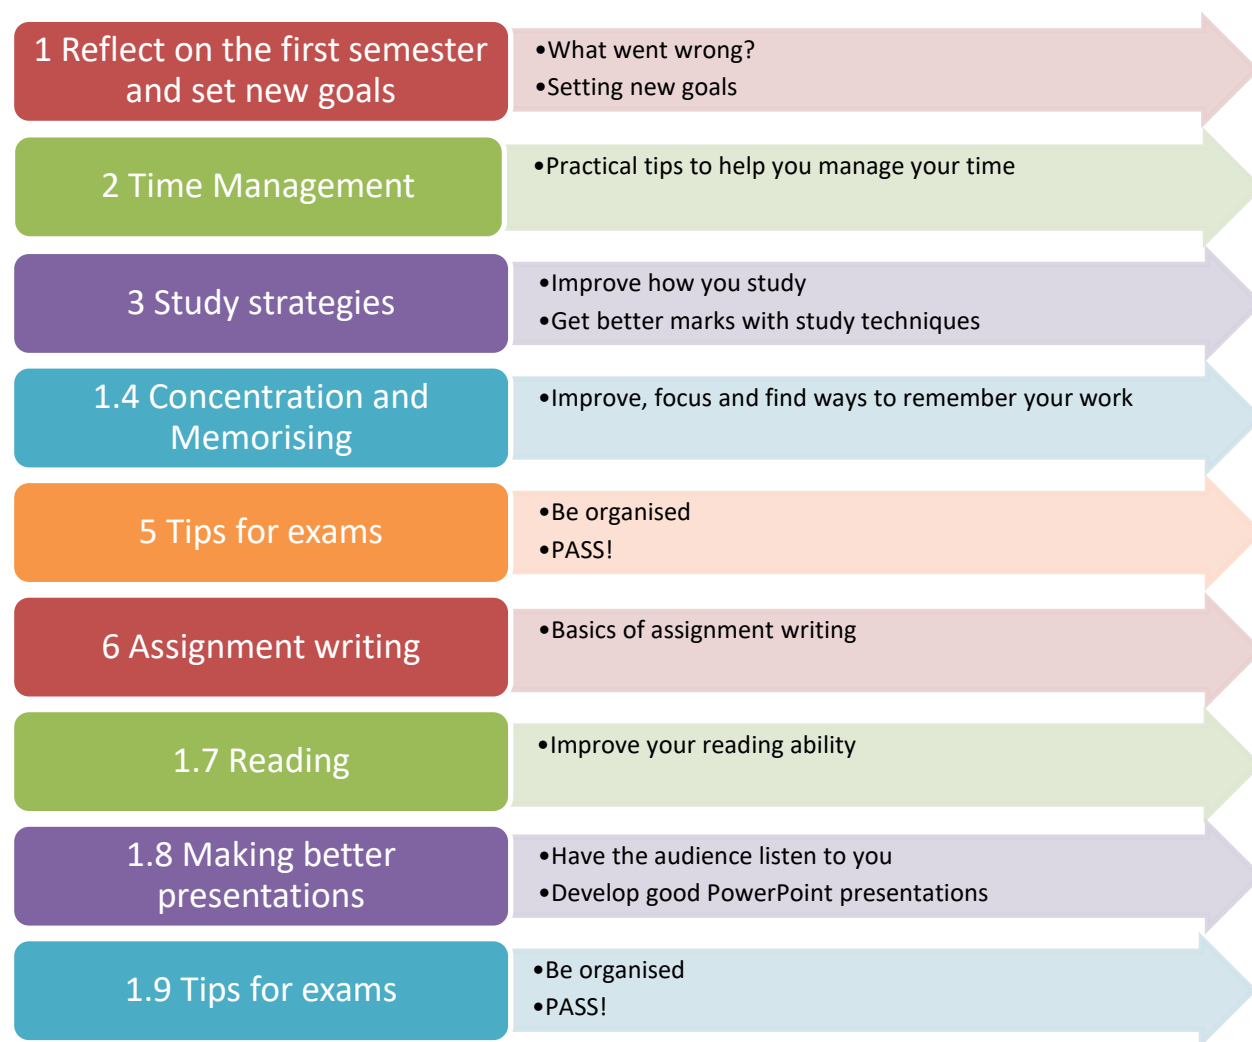 1 Reflect on the first semester
and set new goals
•What went wrong?
•Setting new goals
2 Time Management
•Practical tips to help you manage your time
3 Study strategies
•Improve how you study
•Get better marks with study techniques
1.4 Concentration and
Memorising
•Improve, focus and find ways to remember your work
5 Tips for exams
•Be organised
•PASS!
6 Assignment writing
•Basics of assignment writing
1.7 Reading
•Improve your reading ability
1.8 Making better
presentations
•Have the audience listen to you
•Develop good PowerPoint presentations
1.9 Tips for exams
•Be organised
•PASS!